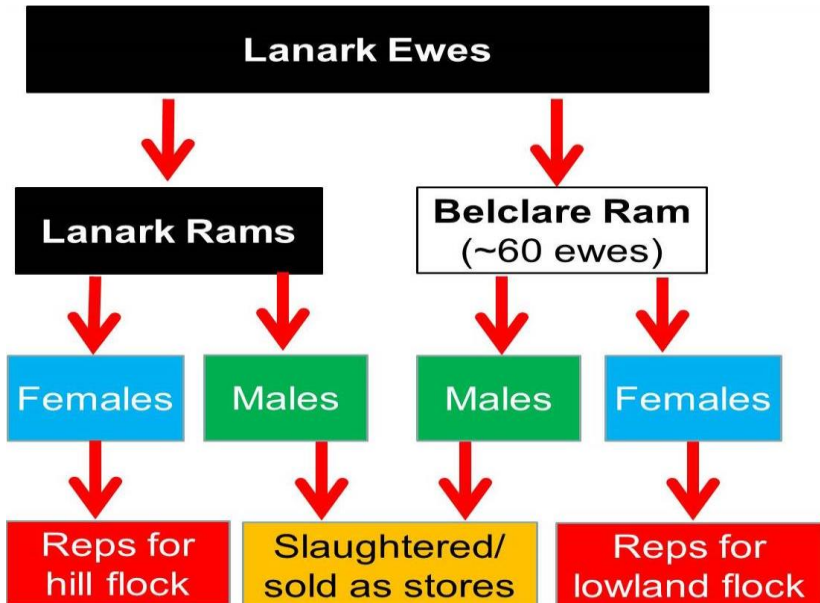 Lanark Ewes
Lanark Rams
Belclare Ram
(~60 ewes)
Females
Males
Males
Females
Reps for
hill flock
Slaughtered/
sold as stores
Reps for
lowland flock